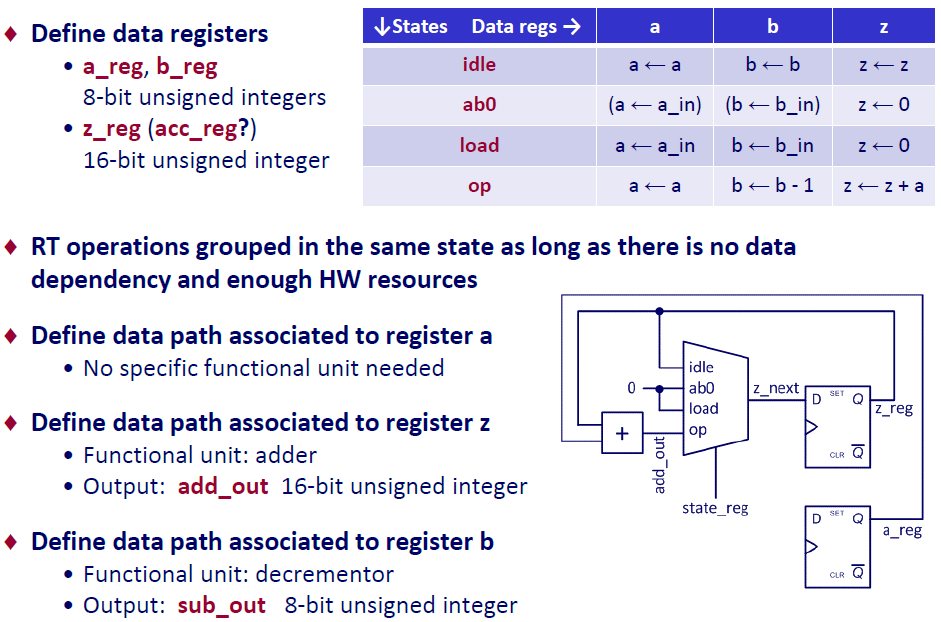 ♦ Define data registers
• a_reg, b_reg
8-bit unsigned integers
• z_reg (acc_reg?)
16-bit unsigned integer
↓States Data regs → a b z
idle a ← a b ← b z ← z
ab0 (a ← a_in) (b ← b_in) z ← 0
load a ← a_in b ← b_in z ← 0
op a ← a b ← b - 1 z ← z + a
♦ RT operations grouped in the same state as long as there is no data
dependency and enough HW resources
♦ Define data path associated to register a
• No specific functional unit needed
♦ Define data path associated to register z
• Functional unit: adder
• Output: add_out 16-bit unsigned integer
♦ Define data path associated to register b
• Functional unit: decrementor
• Output: sub_out 8-bit unsigned integer
idle
0 ab0
load
op
+
add_out
state_reg
z_next
D SET Q
CLR Q̅
z_reg
D SET Q
CLR Q̅
a_reg